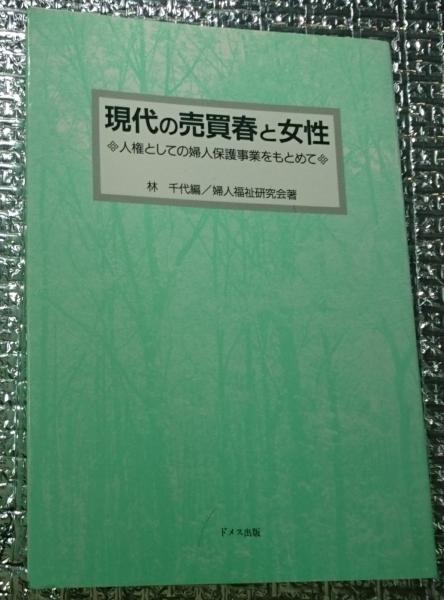 現代の売買春と女性
人権としての婦人保護事業をもとめて
林 千代編／婦人福祉研究会著
ドメス出版